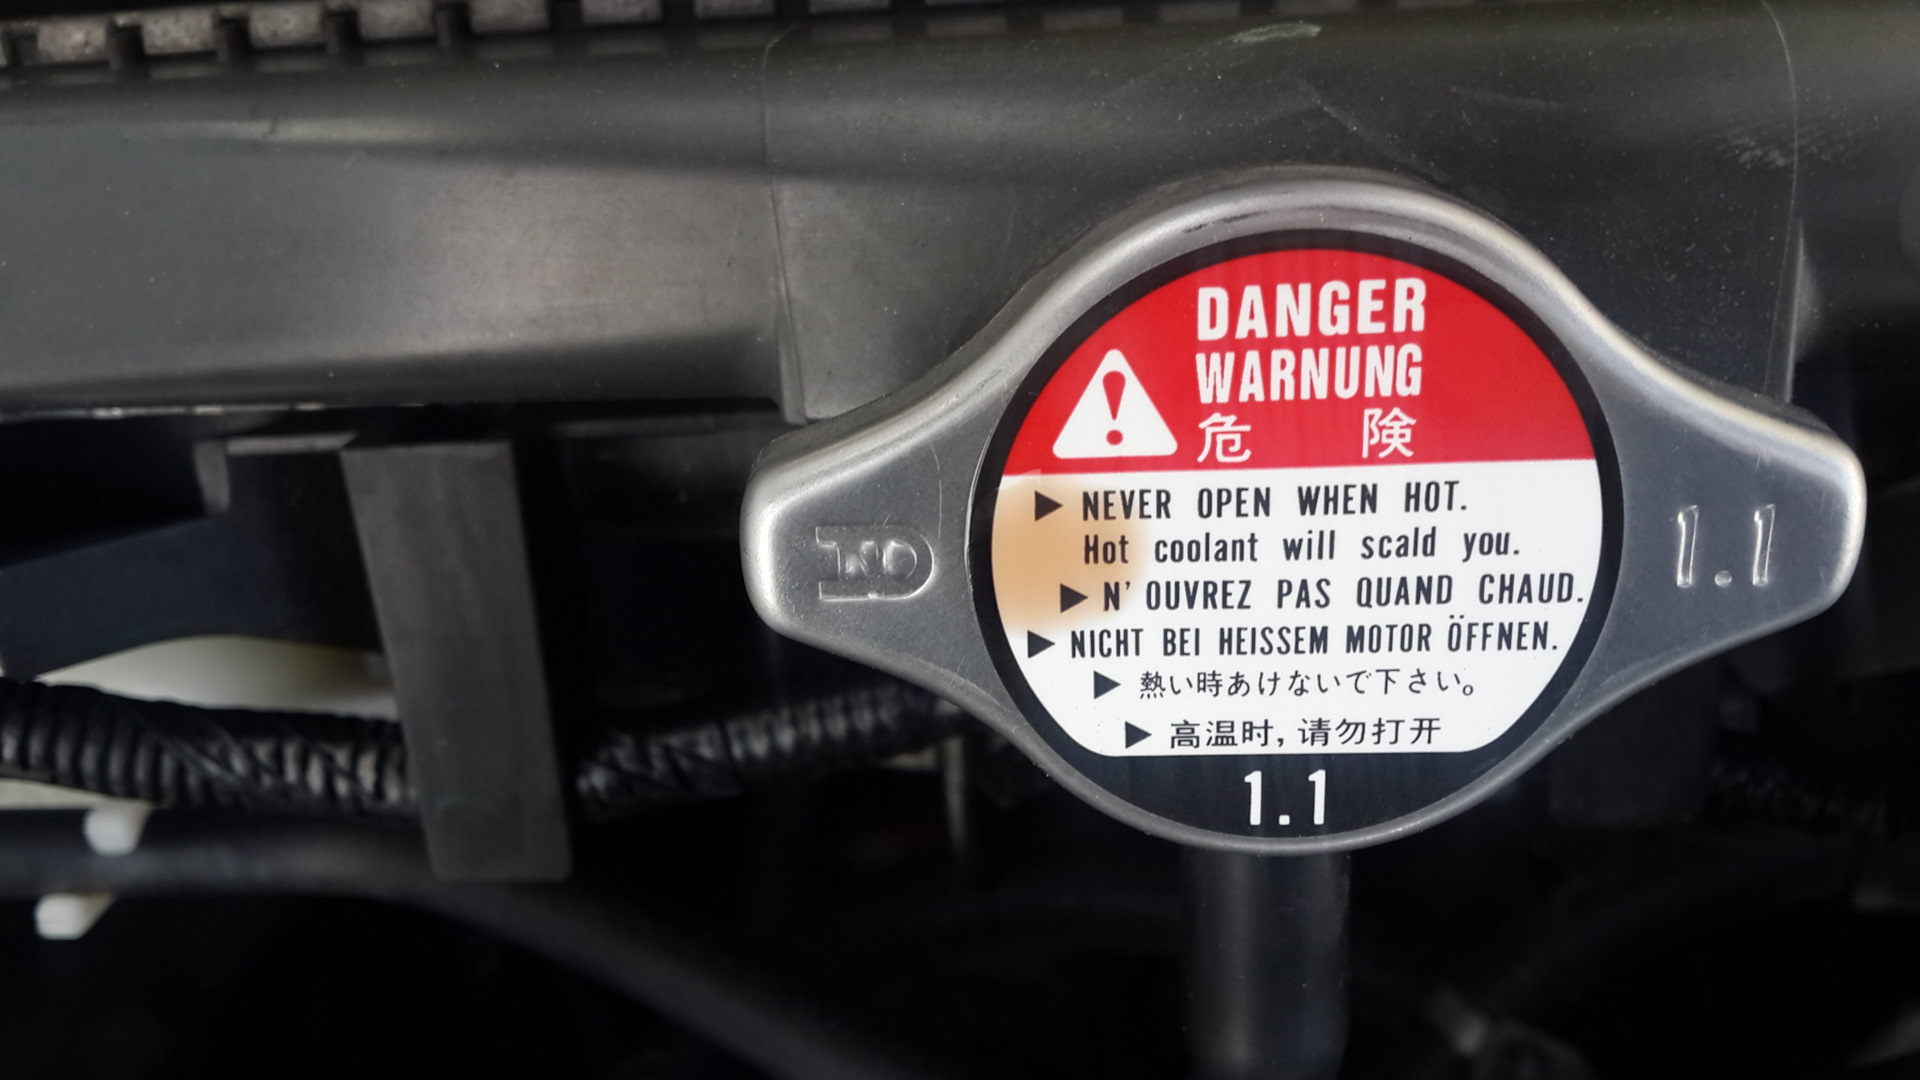 DANGER
WARNUNG
危 険
▶ NEVER OPEN WHEN HOT.
Hot coolant will scald you.
▶ N' OUVREZ PAS QUAND CHAUD.
▶ NICHT BEI HEISSEM MOTOR ÖFFNEN.
▶ 熱い時あけないで下さい。
▶ 高温时, 请勿打开
1.1
1.1